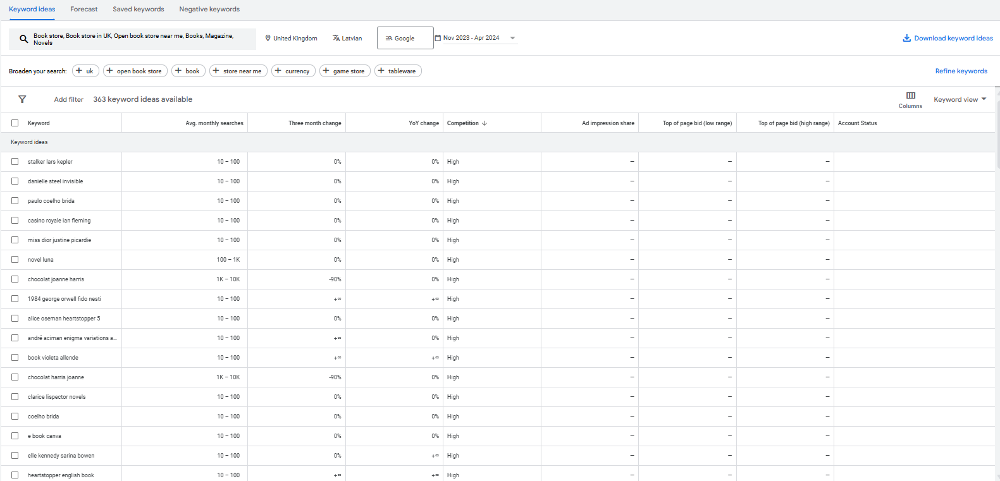 Keyword ideas Forecast Saved keywords Negative keywords
Book store, Book store in UK, Open book store near me, Books, Magazine,
Novels
United Kingdom Latvian Google Nov 2023 - Apr 2024 Download keyword ideas
Broaden your search: uk open book store book store near me currency game store tableware Refine keywords
Add filter 363 keyword ideas available Columns Keyword view
Keyword Avg. monthly searches Three month change YoY change Competition Ad impression share Top of page bid (low range) Top of page bid (high range) Account Status
Keyword ideas
stalker lars kepler 10 – 100 0% 0% High – – –
danielle steel invisible 10 – 100 0% 0% High – – –
paulo coelho brida 10 – 100 0% 0% High – – –
casino royale ian fleming 10 – 100 0% 0% High – – –
miss dior justine picardie 10 – 100 0% 0% High – – –
novel luna 100 – 1K 0% 0% High – – –
chocolat joanne harris 1K – 10K -90% 0% High – – –
1984 george orwell fido nesti 10 – 100 +∞ +∞ High – – –
alice oseman heartstopper 5 10 – 100 0% 0% High – – –
andré aciman enigma variations a... 10 – 100 +∞ 0% High – – –
book violeta allende 10 – 100 +∞ +∞ High – – –
chocolat harris joanne 1K – 10K -90% 0% High – – –
clarice lispector novels 10 – 100 0% 0% High – – –
coelho brida 10 – 100 0% 0% High – – –
e book canva 10 – 100 0% 0% High – – –
elle kennedy sarina bowen 10 – 100 0% +∞ High – – –
heartstopper english book 10 – 100 +∞ +∞ High – – –